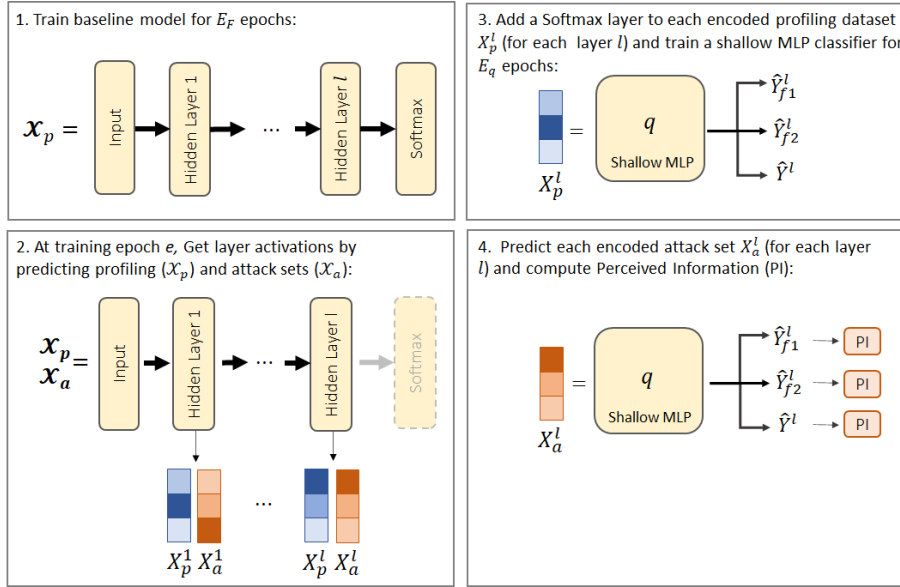 1. Train baseline model for E_F epochs:
𝒳_p =
Input
Hidden Layer 1
...
Hidden Layer l
Softmax
2. At training epoch e, Get layer activations by
predicting profiling (𝒳_p) and attack sets (𝒳_a):
𝒳_p
𝒳_a
=
Input
Hidden Layer 1
...
Hidden Layer l
Softmax
...
X_p^1 X_a^1
X_p^l X_a^l
3. Add a Softmax layer to each encoded profiling dataset
X_p^l (for each layer l) and train a shallow MLP classifier for
E_q epochs:
=
X_p^l
q
Shallow MLP
Ŷ_f1^l
Ŷ_f2^l
Ŷ^l
4. Predict each encoded attack set X_a^l (for each layer
l) and compute Perceived Information (PI):
=
X_a^l
q
Shallow MLP
Ŷ_f1^l PI
Ŷ_f2^l PI
Ŷ^l PI